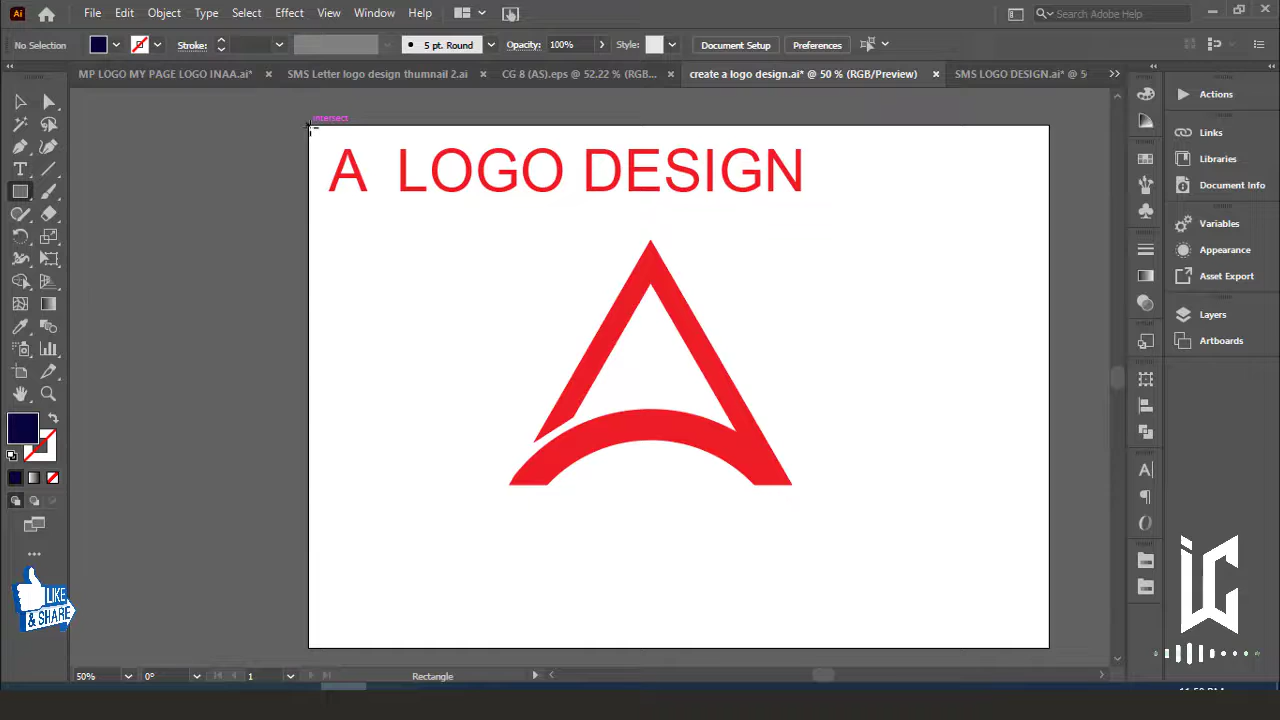 Ai File Edit Object Type Select Effect View Window Help Search Adobe Help
No Selection Stroke: 5 pt. Round Opacity: 100% Style: Document Setup Preferences
MP LOGO MY PAGE LOGO INAA.ai* × SMS Letter logo design thumnail 2.ai × CG 8 (AS).eps @ 52.22 % (RGB... × create a logo design.ai* @ 50 % (RGB/Preview) × SMS LOGO DESIGN.ai* @ 50
intersect
A LOGO DESIGN
Actions
Links
Libraries
Document Info
Variables
Appearance
Asset Export
Layers
Artboards
LIKE
& SHARE
50% 0° 1 Rectangle